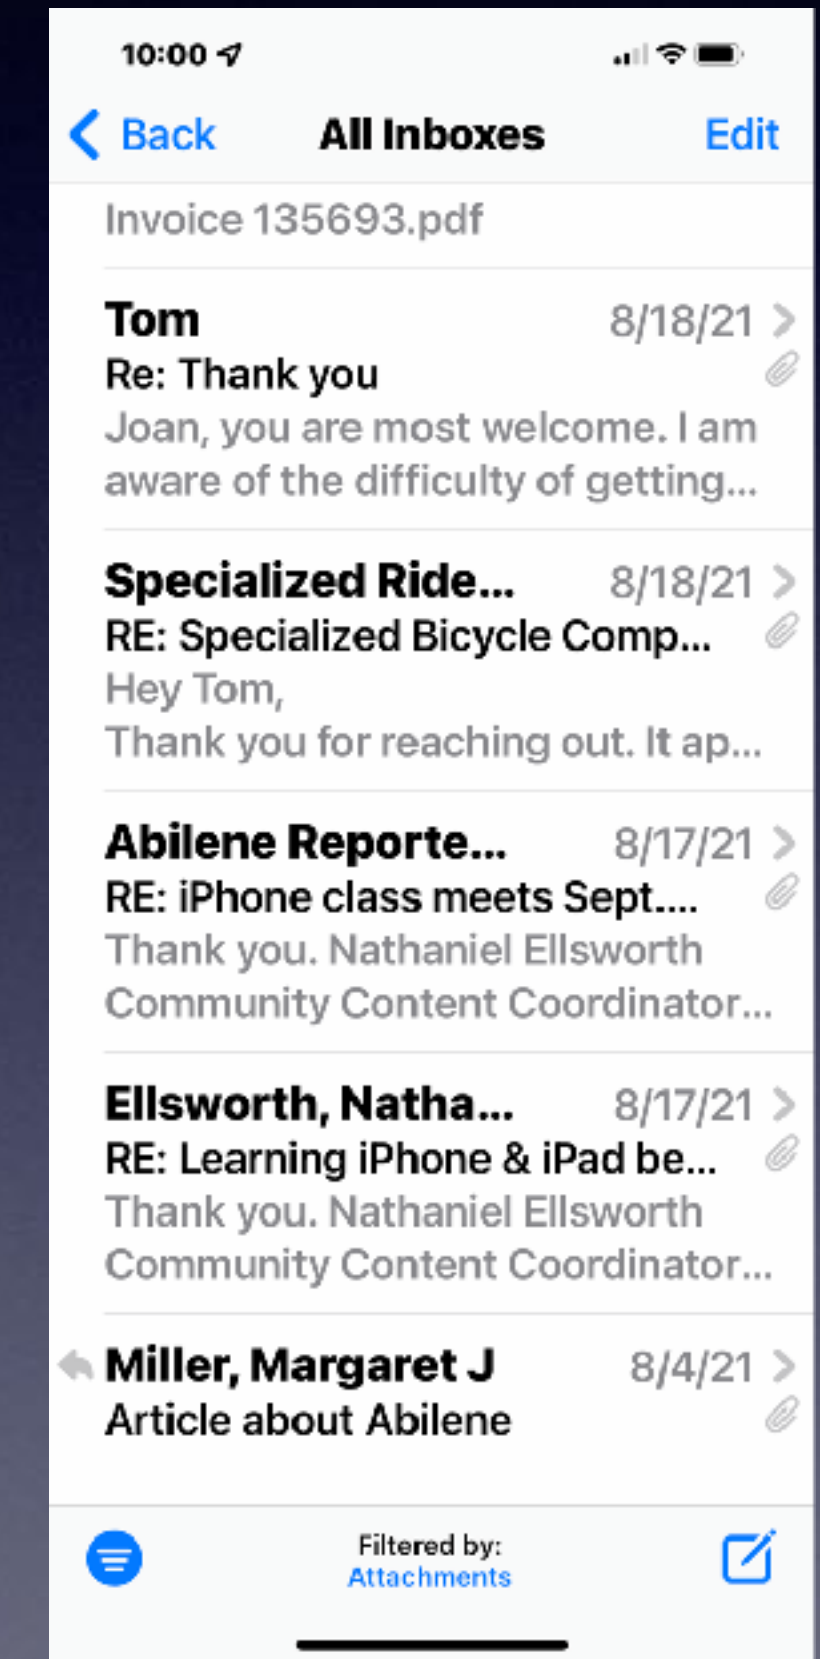 10:00
Back All Inboxes Edit
Invoice 135693.pdf
Tom 8/18/21
Re: Thank you
Joan, you are most welcome. I am
aware of the difficulty of getting...
Specialized Ride... 8/18/21
RE: Specialized Bicycle Comp...
Hey Tom,
Thank you for reaching out. It ap...
Abilene Reporte... 8/17/21
RE: iPhone class meets Sept....
Thank you. Nathaniel Ellsworth
Community Content Coordinator...
Ellsworth, Natha... 8/17/21
RE: Learning iPhone & iPad be...
Thank you. Nathaniel Ellsworth
Community Content Coordinator...
Miller, Margaret J 8/4/21
Article about Abilene
Filtered by:
Attachments